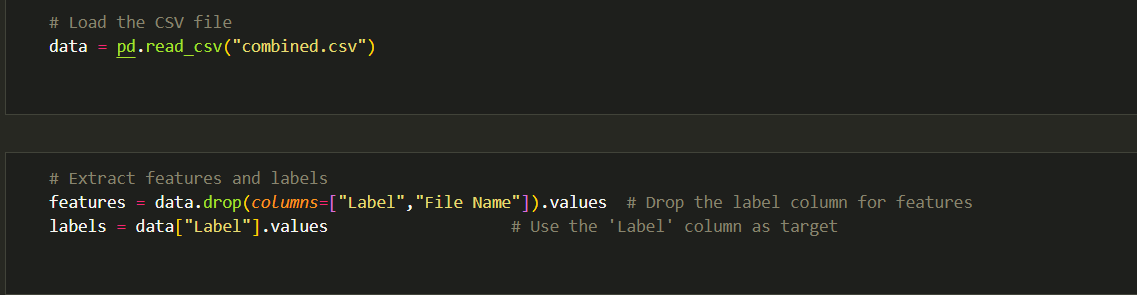 # Load the CSV file
data = pd.read_csv("combined.csv")
# Extract features and labels
features = data.drop(columns=["Label","File Name"]).values  # Drop the label column for features
labels = data["Label"].values                   # Use the 'Label' column as target